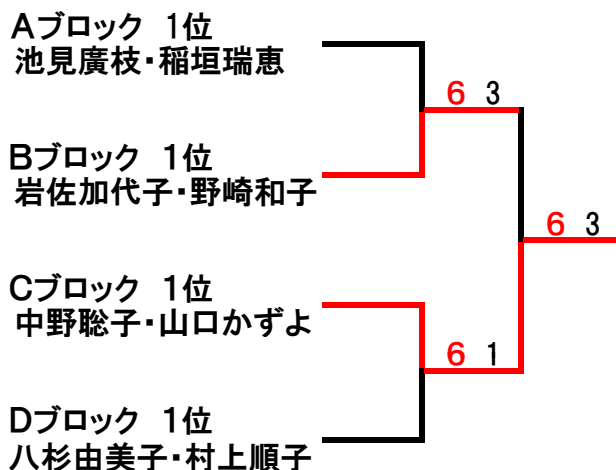 Aブロック 1位
池見廣枝・稲垣瑞恵
6 3
Bブロック 1位
岩佐加代子・野崎和子
6 3
Cブロック 1位
中野聡子・山口かずよ
6 1
Dブロック 1位
八杉由美子・村上順子